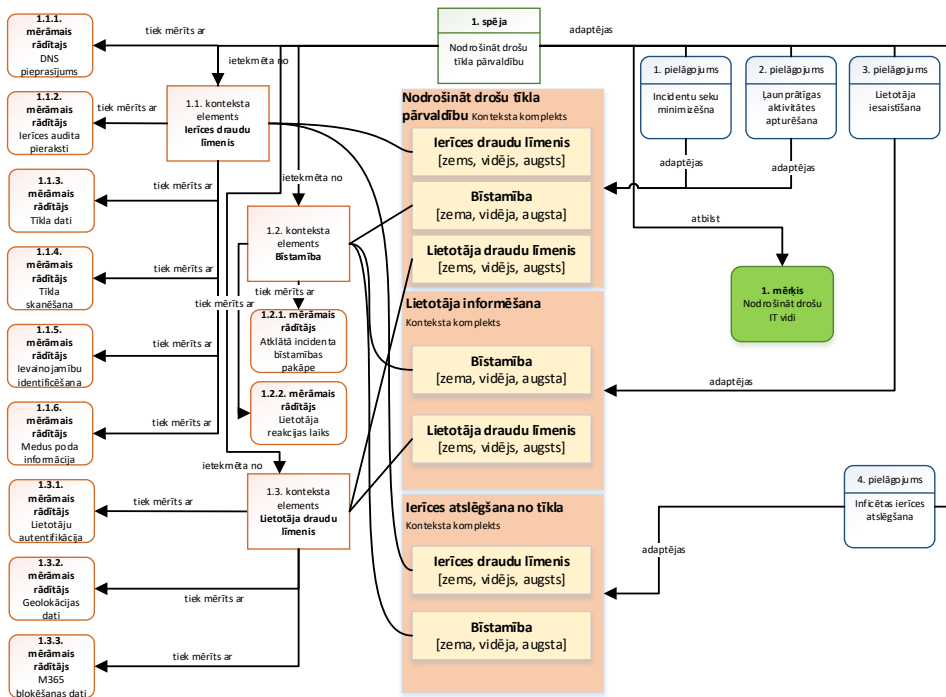 1.1.1.
mērāmais
rādītājs
DNS
pieprasījums
1.1.2.
mērāmais
rādītājs
Ierīces audita
pieraksti
1.1.3.
mērāmais
rādītājs
Tīkla dati
1.1.4.
mērāmais
rādītājs
Tīkla
skanēšana
1.1.5.
mērāmais
rādītājs
Ievainojamību
identificēšana
1.1.6.
mērāmais
rādītājs
Medus poda
informācija
1.3.1.
mērāmais
rādītājs
Lietotāju
autentifikācija
1.3.2.
mērāmais
rādītājs
Geolokācijas
dati
1.3.3.
mērāmais
rādītājs
M365
bloķēšanas dati
tiek mērīts ar
tiek mērīts ar
tiek mērīts ar
tiek mērīts ar
tiek mērīts ar
tiek mērīts ar
tiek mērīts ar
tiek mērīts ar
tiek mērīts ar
ietekmēta no
1.1. konteksta
elements
Ierīces draudu
līmenis
ietekmēta no
1.2. konteksta
elements
Bīstamība
tiek mērīts ar
tiek mērīts ar
1.2.1. mērāmais
rādītājs
Atklātā incidenta
bīstamības
pakāpe
1.2.2. mērāmais
rādītājs
Lietotāja
reakcijas laiks
ietekmēta no
1.3. konteksta
elements
Lietotāja draudu
līmenis
1. spēja
Nodrošināt drošu
tīkla pārvaldību
adaptējas
Nodrošināt drošu tīkla
pārvaldību Konteksta komplekts
Ierīces draudu līmenis
[zems, vidējs, augsts]
Bīstamība
[zema, vidēja, augsta]
Lietotāja draudu līmenis
[zems, vidējs, augsts]
Lietotāja informēšana
Konteksta komplekts
Bīstamība
[zema, vidēja, augsta]
Lietotāja draudu līmenis
[zems, vidējs, augsts]
Ierīces atslēgšana no tīkla
Konteksta komplekts
Ierīces draudu līmenis
[zems, vidējs, augsts]
Bīstamība
[zema, vidēja, augsta]
1. pielāgojums
Incidentu seku
minimizēšna
2. pielāgojums
Ļaunprātīgas
aktivitātes
apturēšana
3. pielāgojums
Lietotāja
iesaistīšana
adaptējas
adaptējas
atbilst
1. mērķis
Nodrošināt drošu
IT vidi
adaptējas
4. pielāgojums
Inficētas ierīces
atslēgšana
adaptējas